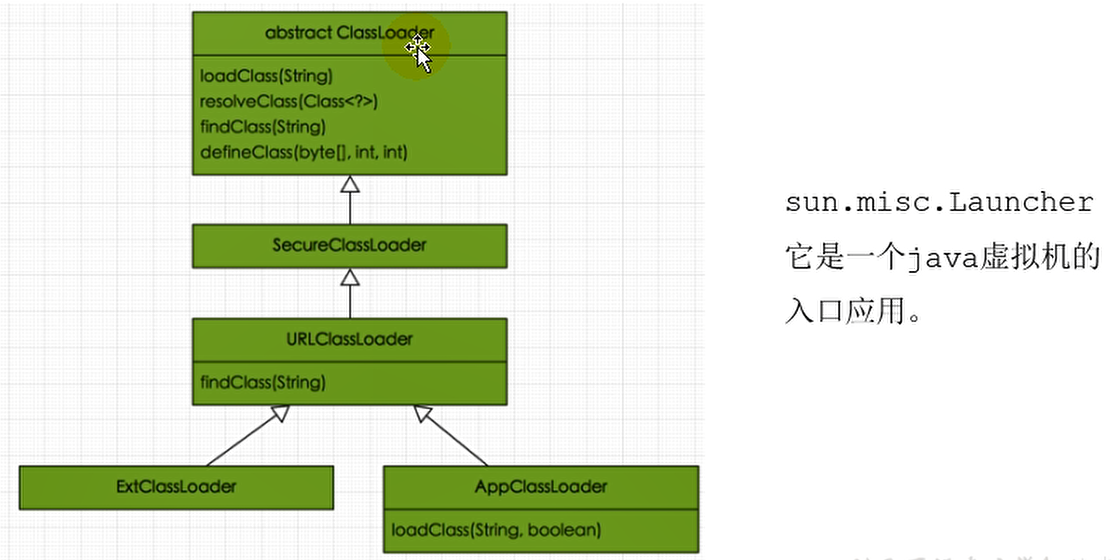 abstract ClassLoader
loadClass(String)
resolveClass(Class<?>)
findClass(String)
defineClass(byte[], int, int)
SecureClassLoader
URLClassLoader
findClass(String)
ExtClassLoader
AppClassLoader
loadClass(String, boolean)
sun.misc.Launcher
它是一个java虚拟机的
入口应用。